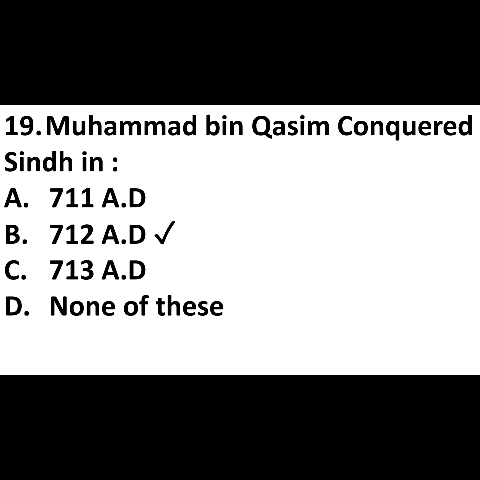 19.Muhammad bin Qasim Conquered
Sindh in :
A. 711 A.D
B. 712 A.D ✓
C. 713 A.D
D. None of these